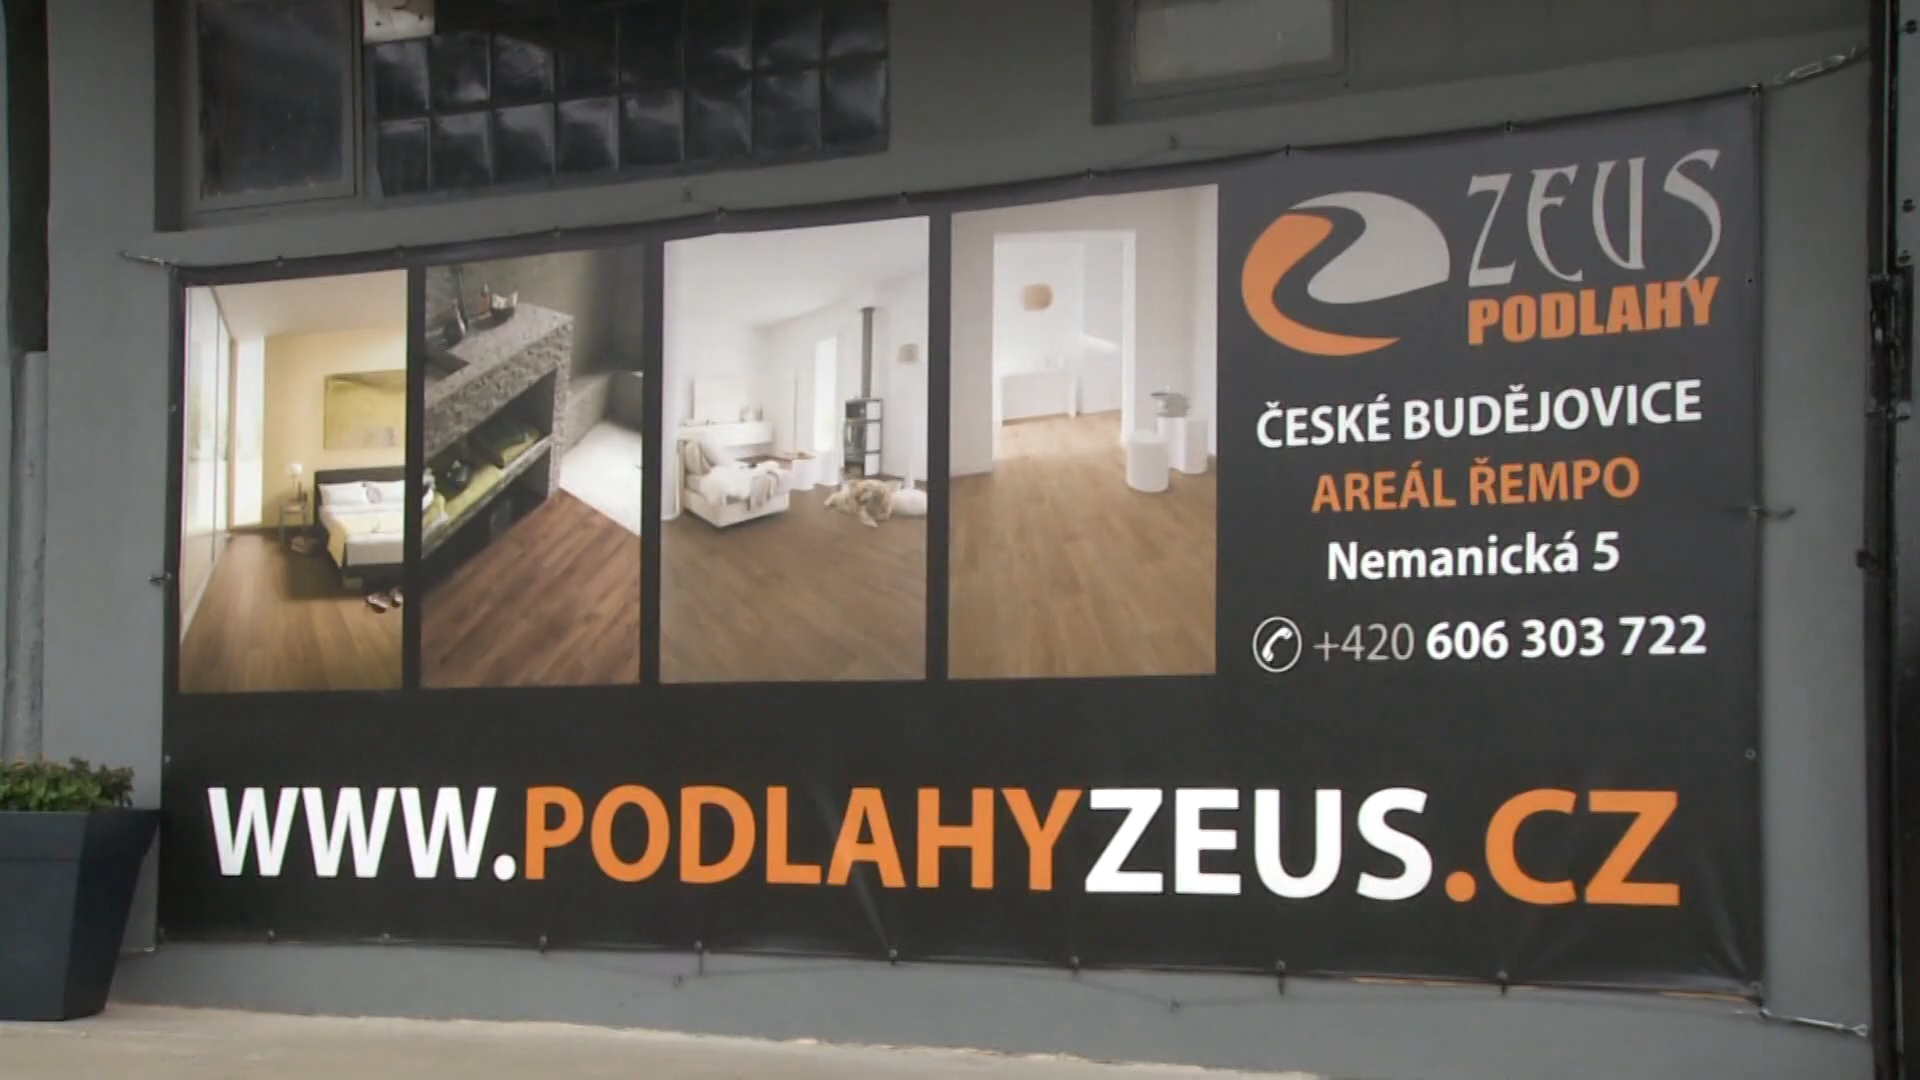 ZEUS
PODLAHY
ČESKÉ BUDĚJOVICE
AREÁL ŘEMPO
Nemanická 5
+420 606 303 722
WWW.PODLAHYZEUS.CZ